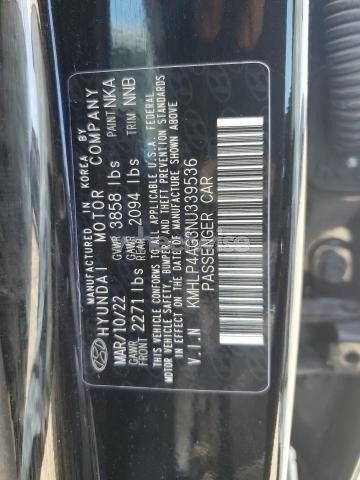 MANUFACTURED IN KOREA BY
HYUNDAI MOTOR COMPANY
MAR/10/22 GVWR 3858 lbs PAINT NKA
GAWR FRONT 2271 lbs GAWR REAR 2094 lbs TRIM NNB
THIS VEHICLE CONFORMS TO ALL APPLICABLE U.S.A. FEDERAL
MOTOR VEHICLE SAFETY, BUMPER, AND THEFT PREVENTION STANDARDS
IN EFFECT ON THE DATE OF MANUFACTURE SHOWN ABOVE.
V.I.N KMHLP4AG3NU339536
PASSENGER CAR